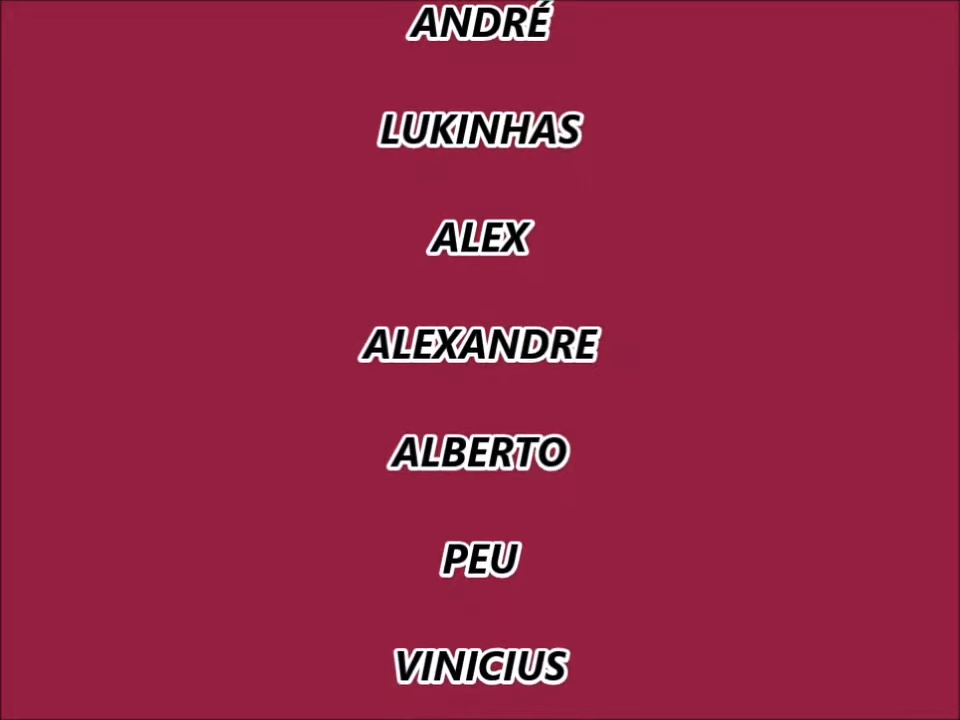 ANDRÉ
LUKINHAS
ALEX
ALEXANDRE
ALBERTO
PEU
VINICIUS